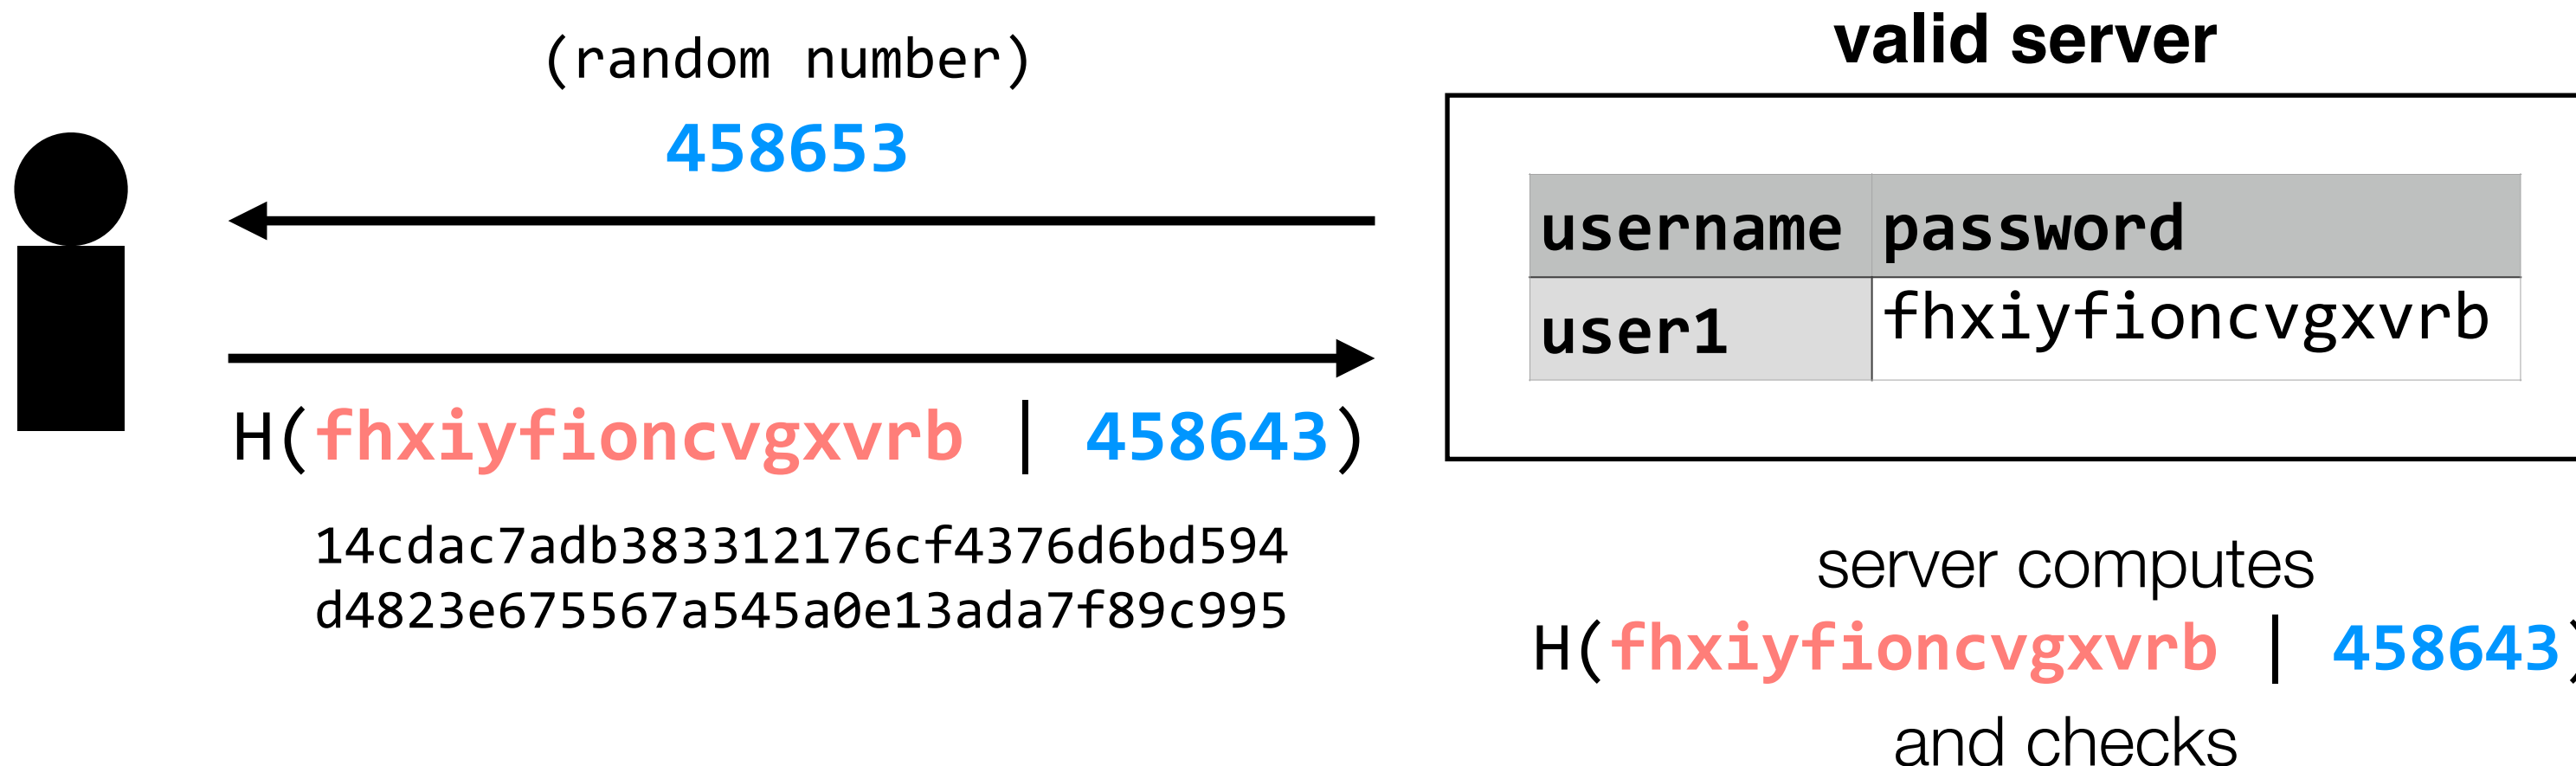 (random number)
458653
H(fhxiyfioncvgxvrb | 458643)
14cdac7adb383312176cf4376d6bd594
d4823e675567a545a0e13ada7f89c995
valid server
username password
user1 fhxiyfioncvgxvrb
server computes
H(fhxiyfioncvgxvrb | 458643)
and checks